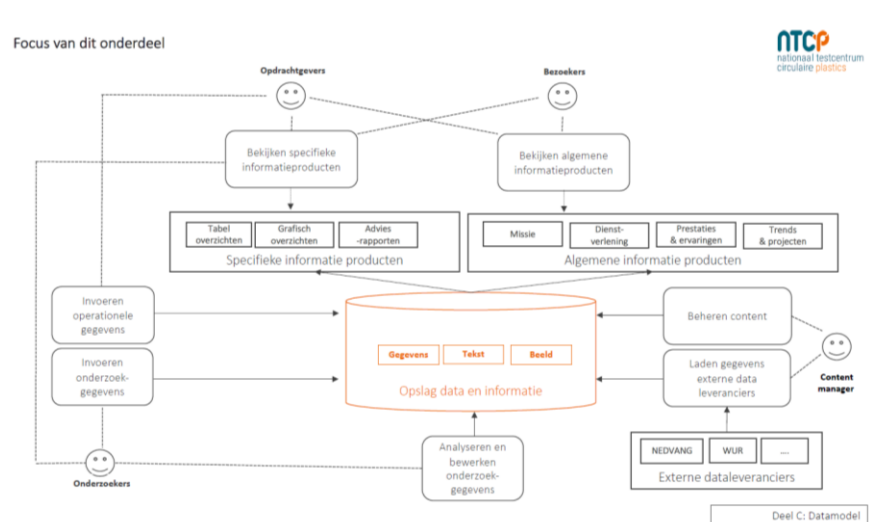 Focus van dit onderdeel
NTCP
nationaal testcentrum
circulaire plastics
Opdrachtgevers
Bezoekers
Bekijken specifieke
informatieproducten
Bekijken algemene
informatieproducten
Tabel
overzichten
Grafisch
overzichten
Advies
-rapporten
Specifieke informatie producten
Missie
Dienst-
verlening
Prestaties
& ervaringen
Trends
& projecten
Algemene informatie producten
Invoeren
operationele
gegevens
Invoeren
onderzoek-
gegevens
Gegevens
Tekst
Beeld
Opslag data en informatie
Beheren content
Laden gegevens
externe data
leveranciers
Content
manager
Onderzoekers
Analyseren en
bewerken
onderzoek-
gegevens
NEDVANG
WUR
....
Externe dataleveranciers
Deel C: Datamodel